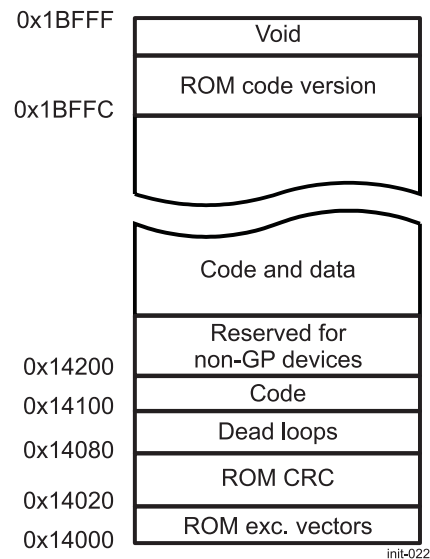 0x1BFFF
Void
ROM code version
0x1BFFC
Code and data
Reserved for
non-GP devices
0x14200
Code
0x14100
Dead loops
0x14080
ROM CRC
0x14020
ROM exc. vectors
0x14000
init-022